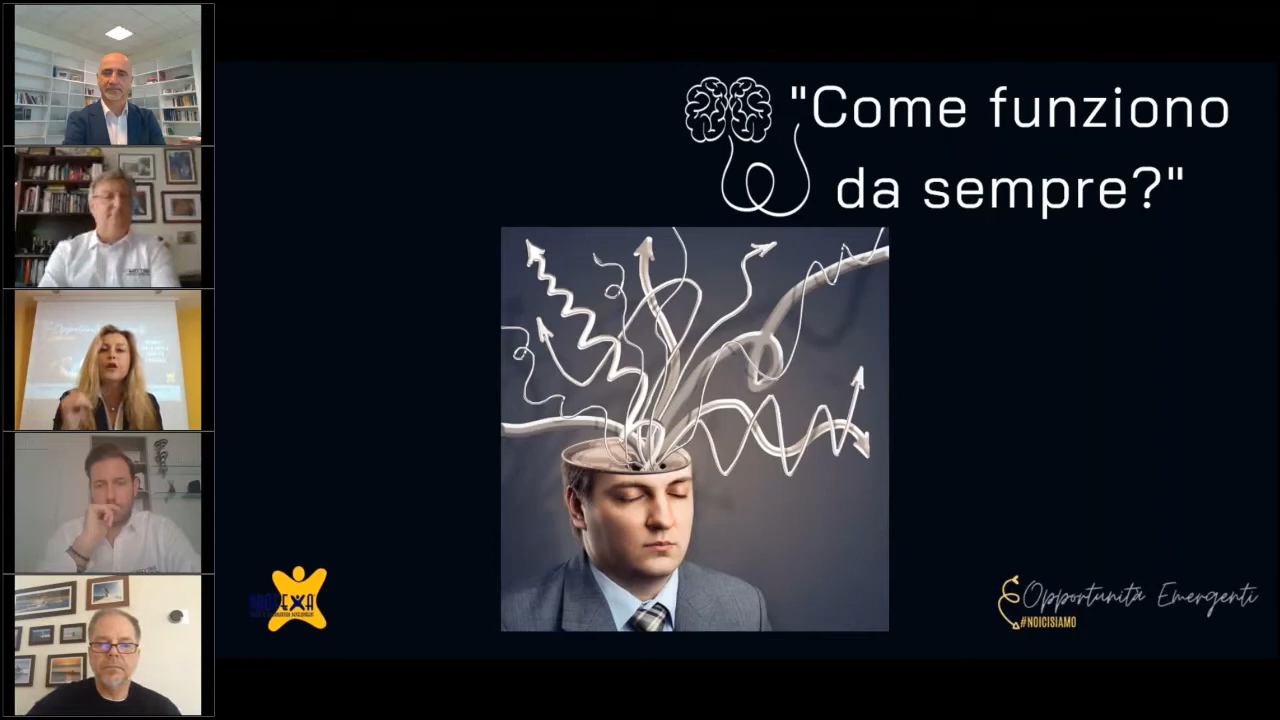 "Come funziono
da sempre?"
Opportunità Emergenti
#NOICISIAMO